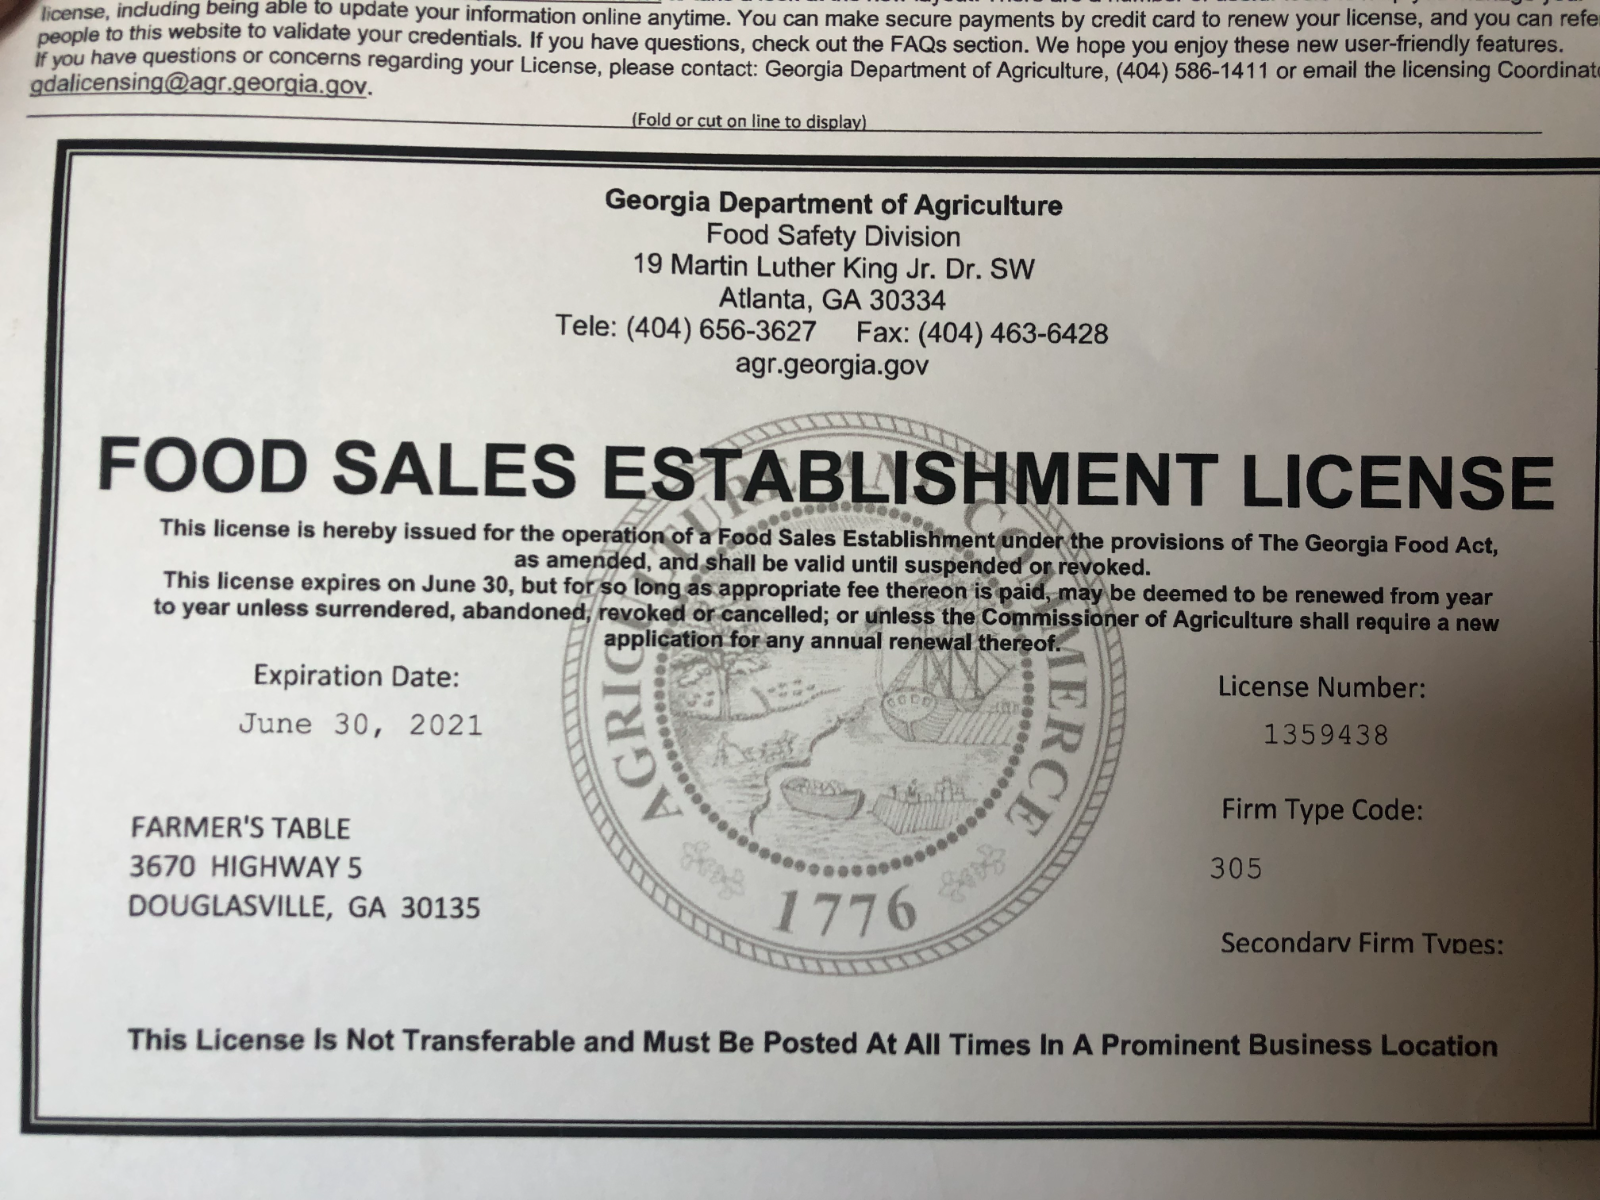 license, including being able to update your information online anytime. You can make secure payments by credit card to renew your license, and you can refe
people to this website to validate your credentials. If you have questions, check out the FAQs section. We hope you enjoy these new user-friendly features.
If you have questions or concerns regarding your License, please contact: Georgia Department of Agriculture, (404) 586-1411 or email the licensing Coordinat
gdalicensing@agr.georgia.gov.
(Fold or cut on line to display)
Georgia Department of Agriculture
Food Safety Division
19 Martin Luther King Jr. Dr. SW
Atlanta, GA 30334
Tele: (404) 656-3627 Fax: (404) 463-6428
agr.georgia.gov
FOOD SALES ESTABLISHMENT LICENSE
This license is hereby issued for the operation of a Food Sales Establishment under the provisions of The Georgia Food Act,
as amended, and shall be valid until suspended or revoked.
This license expires on June 30, but for so long as appropriate fee thereon is paid, may be deemed to be renewed from year
to year unless surrendered, abandoned, revoked or cancelled; or unless the Commissioner of Agriculture shall require a new
application for any annual renewal thereof.
Expiration Date:
June 30, 2021
License Number:
1359438
Firm Type Code:
305
FARMER'S TABLE
3670 HIGHWAY 5
DOUGLASVILLE, GA 30135
Secondary Firm Types:
AGRICULTURE AND COMMERCE
1776
This License Is Not Transferable and Must Be Posted At All Times In A Prominent Business Location